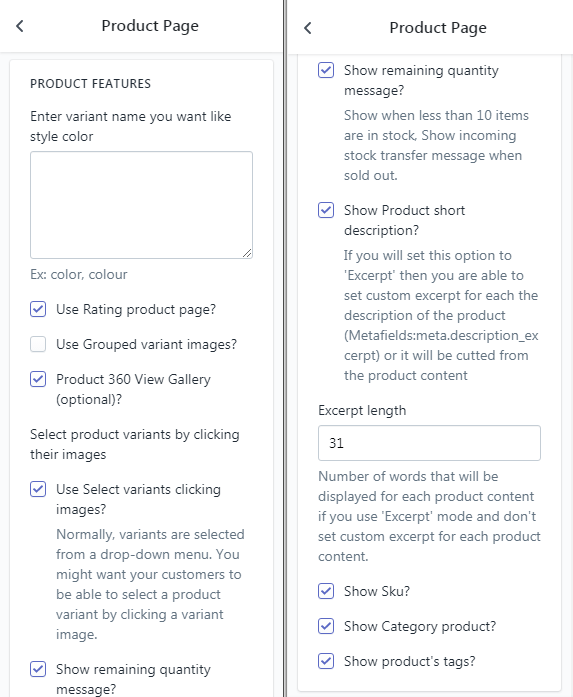 Product Page
PRODUCT FEATURES
Enter variant name you want like
style color
Ex: color, colour
Use Rating product page?
Use Grouped variant images?
Product 360 View Gallery
(optional)?
Select product variants by clicking
their images
Use Select variants clicking
images?
Normally, variants are selected
from a drop-down menu. You
might want your customers to
be able to select a product
variant by clicking a variant
image.
Show remaining quantity
message?
Product Page
Show remaining quantity
message?
Show when less than 10 items
are in stock, Show incoming
stock transfer message when
sold out.
Show Product short
description?
If you will set this option to
'Excerpt' then you are able to
set custom excerpt for each the
description of the product
(Metafields:meta.description_ex
cerpt) or it will be cutted from
the product content
Excerpt length
31
Number of words that will be
displayed for each product content
if you use 'Excerpt' mode and don't
set custom excerpt for each product
content.
Show Sku?
Show Category product?
Show product's tags?